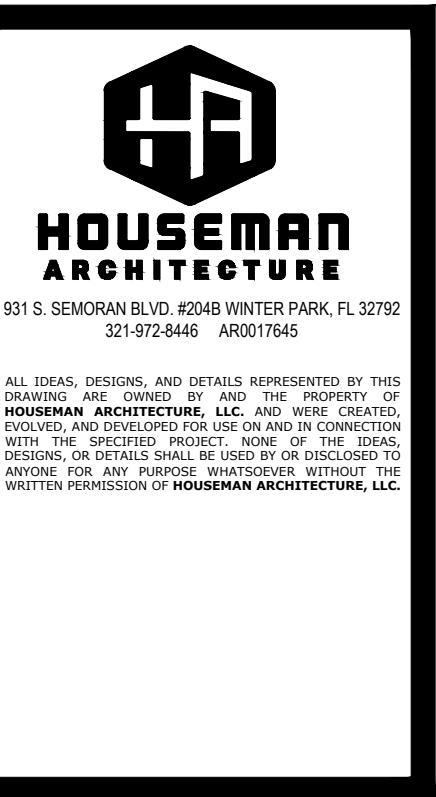 HA
HOUSEMAN
ARCHITECTURE
931 S. SEMORAN BLVD. #204B WINTER PARK, FL 32792
321-972-8446 AR0017645
ALL IDEAS, DESIGNS, AND DETAILS REPRESENTED BY THIS
DRAWING ARE OWNED BY AND THE PROPERTY OF
HOUSEMAN ARCHITECTURE, LLC. AND WERE CREATED,
EVOLVED, AND DEVELOPED FOR USE ON AND IN CONNECTION
WITH THE SPECIFIED PROJECT. NONE OF THE IDEAS,
DESIGNS, OR DETAILS SHALL BE USED BY OR DISCLOSED TO
ANYONE FOR ANY PURPOSE WHATSOEVER WITHOUT THE
WRITTEN PERMISSION OF HOUSEMAN ARCHITECTURE, LLC.